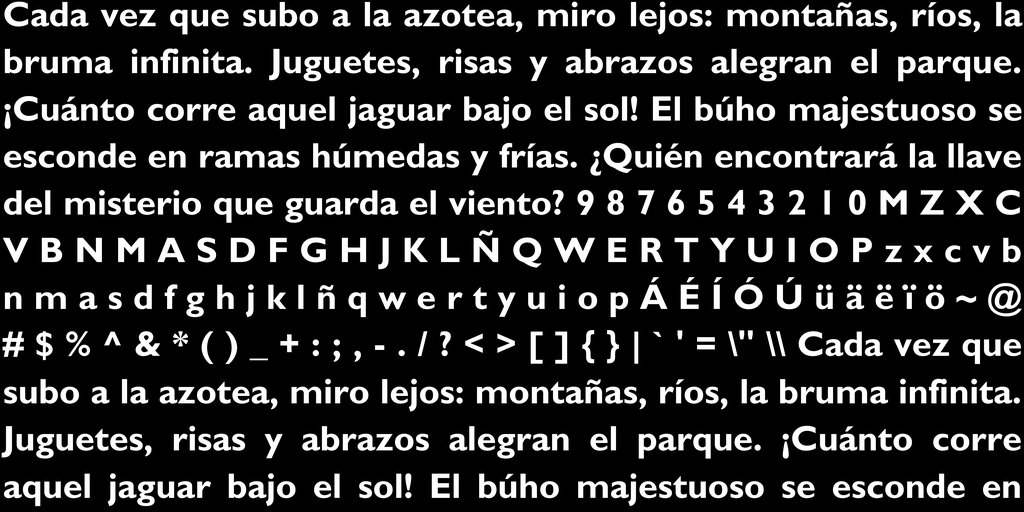 Cada vez que subo a la azotea, miro lejos: montañas, ríos, la
bruma infinita. Juguetes, risas y abrazos alegran el parque.
¡Cuánto corre aquel jaguar bajo el sol! El búho majestuoso se
esconde en ramas húmedas y frías. ¿Quién encontrará la llave
del misterio que guarda el viento? 9 8 7 6 5 4 3 2 1 0 M Z X C
V B N M A S D F G H J K L Ñ Q W E R T Y U I O P z x c v b
n m a s d f g h j k l ñ q w e r t y u i o p Á É Í Ó Ú ü ä ë ï ö ~ @
# $ % ^ & * ( ) _ + : ; , - . / ? < > [ ] { } | ` ' = \" \\ Cada vez que
subo a la azotea, miro lejos: montañas, ríos, la bruma infinita.
Juguetes, risas y abrazos alegran el parque. ¡Cuánto corre
aquel jaguar bajo el sol! El búho majestuoso se esconde en